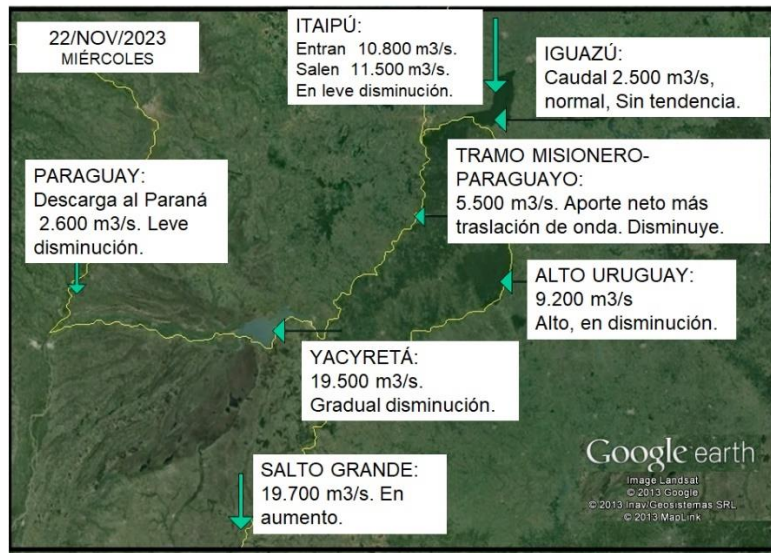 22/NOV/2023
MIÉRCOLES
ITAIPÚ:
Entran 10.800 m3/s.
Salen 11.500 m3/s.
En leve disminución.
IGUAZÚ:
Caudal 2.500 m3/s,
normal, Sin tendencia.
TRAMO MISIONERO-
PARAGUAYO:
5.500 m3/s. Aporte neto más
traslación de onda. Disminuye.
PARAGUAY:
Descarga al Paraná
2.600 m3/s. Leve
disminución.
ALTO URUGUAY:
9.200 m3/s
Alto, en disminución.
YACYRETÁ:
19.500 m3/s.
Gradual disminución.
SALTO GRANDE:
19.700 m3/s. En
aumento.
Google earth
Image Landsat
© 2013 Google
© 2013 Inav/Geosistemas SRL
© 2013 MapLink